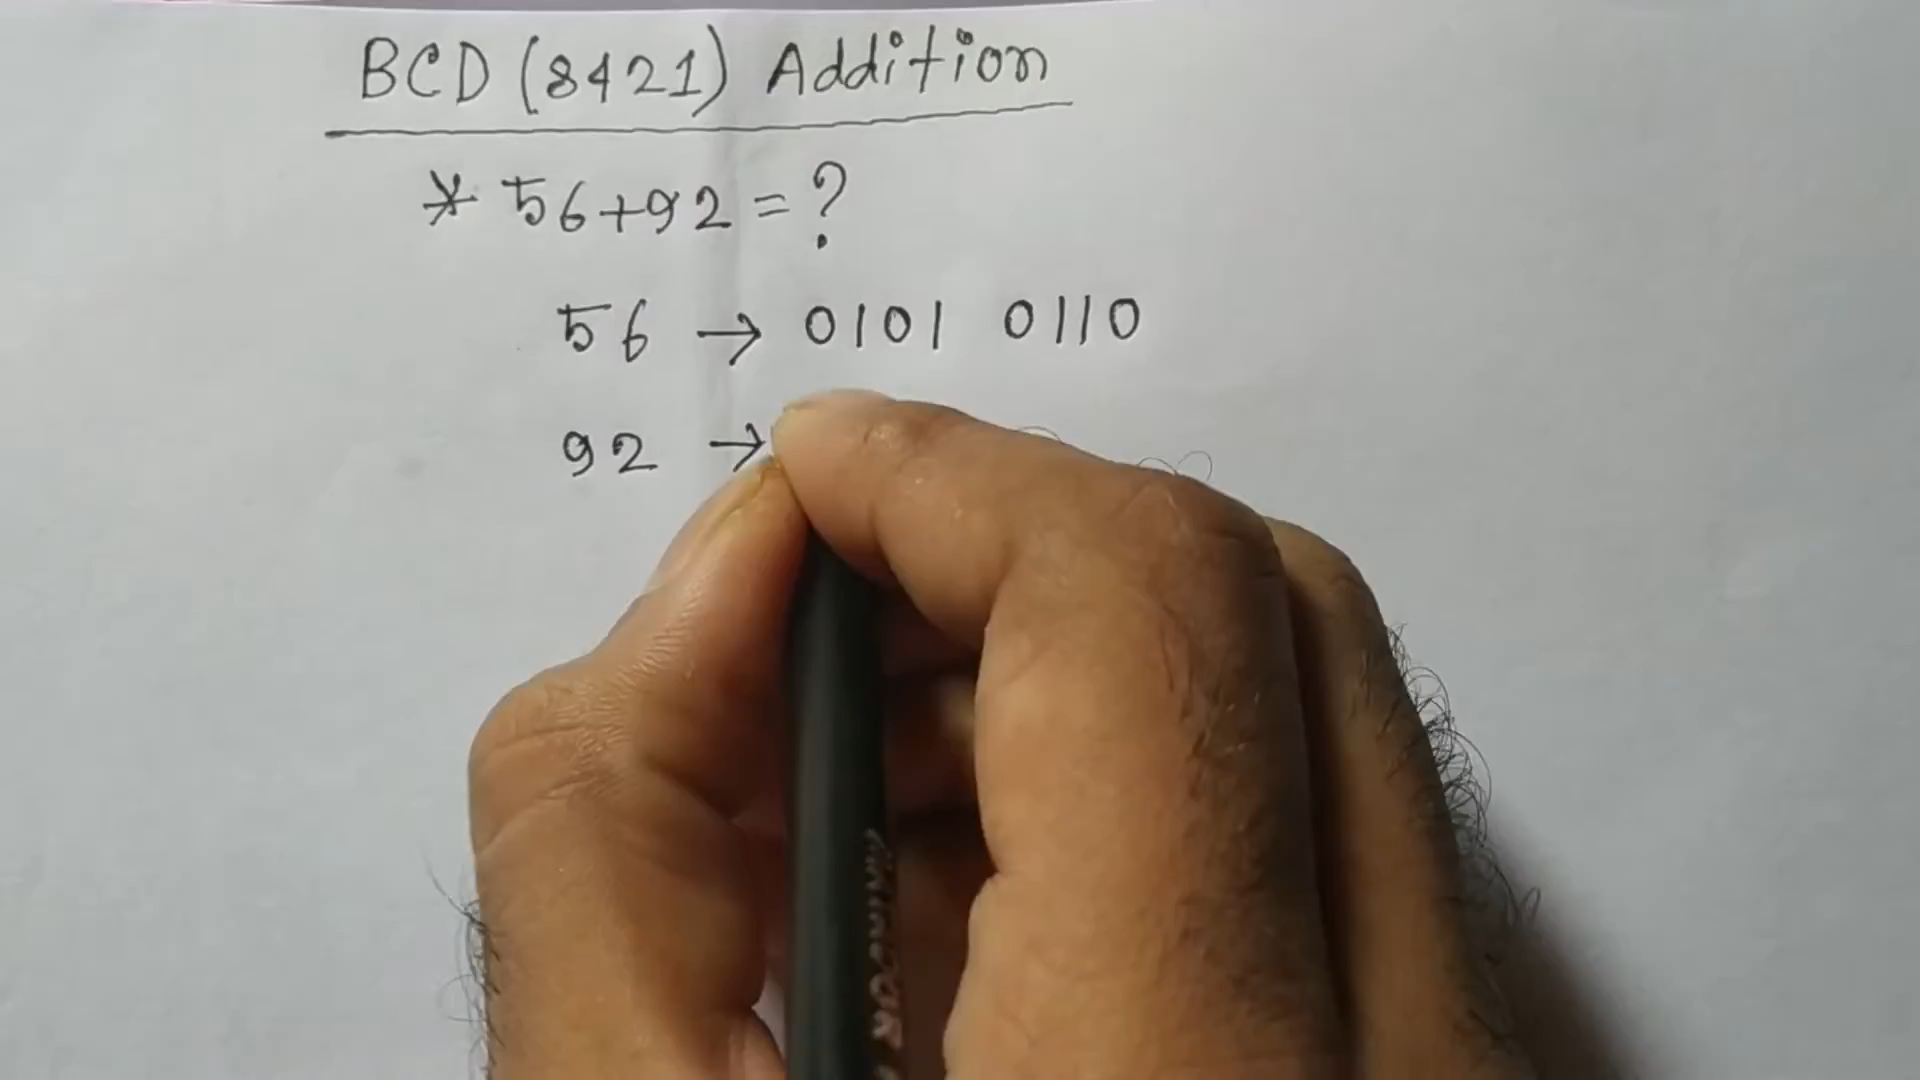 BCD (8421) Addition
* 56+92 = ?
56 → 0101 0110
92 →